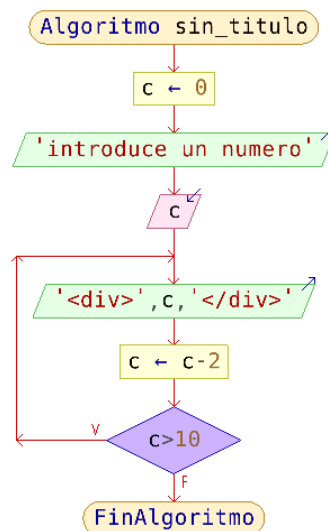 Algoritmo sin_titulo
c ← 0
'introduce un numero'
c
'<div>',c,'</div>'
c ← c-2
c>10
V
F
FinAlgoritmo